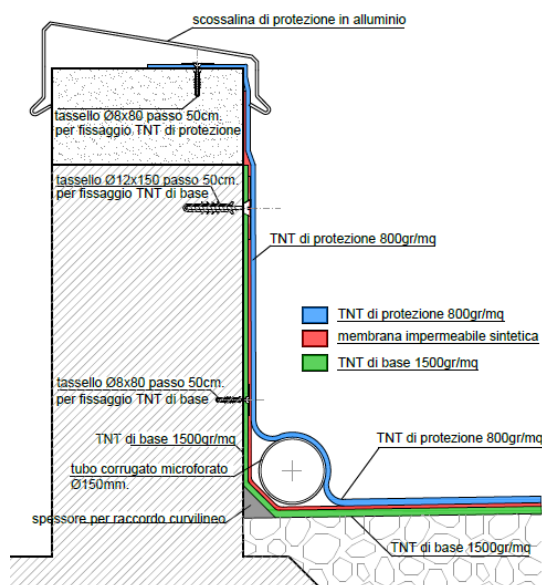 scossalina di protezione in alluminio
tassello Ø8x80 passo 50cm.
per fissaggio TNT di protezione
tassello Ø12x150 passo 50cm.
per fissaggio TNT di base
TNT di protezione 800gr/mq
TNT di protezione 800gr/mq
membrana impermeabile sintetica
TNT di base 1500gr/mq
tassello Ø8x80 passo 50cm.
per fissaggio TNT di base
TNT di base 1500gr/mq
TNT di protezione 800gr/mq
tubo corrugato microforato
Ø150mm.
spessore per raccordo curvilineo
TNT di base 1500gr/mq